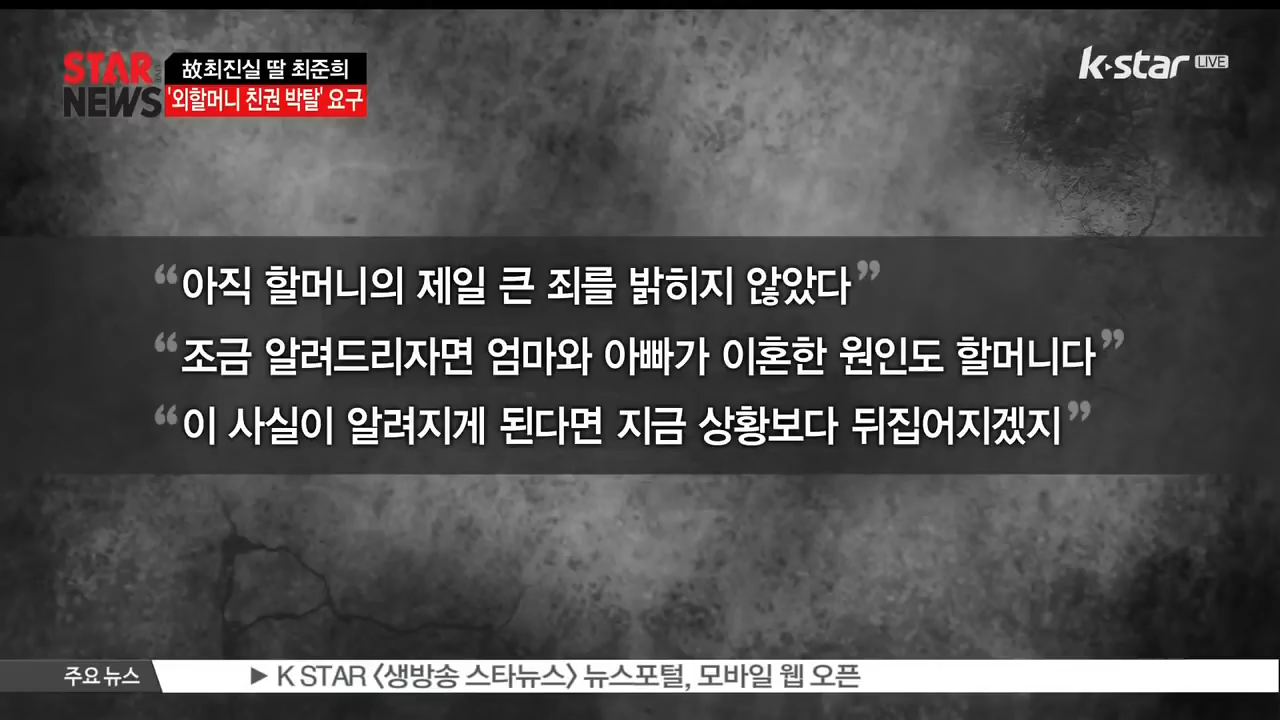 STAR LIVE
NEWS
故최진실 딸 최준희
'외할머니 친권 박탈' 요구
k·star LIVE
“아직 할머니의 제일 큰 죄를 밝히지 않았다”
“조금 알려드리자면 엄마와 아빠가 이혼한 원인도 할머니다”
“이 사실이 알려지게 된다면 지금 상황보다 뒤집어지겠지”
주요 뉴스
▶ K STAR <생방송 스타뉴스> 뉴스포털, 모바일 웹 오픈